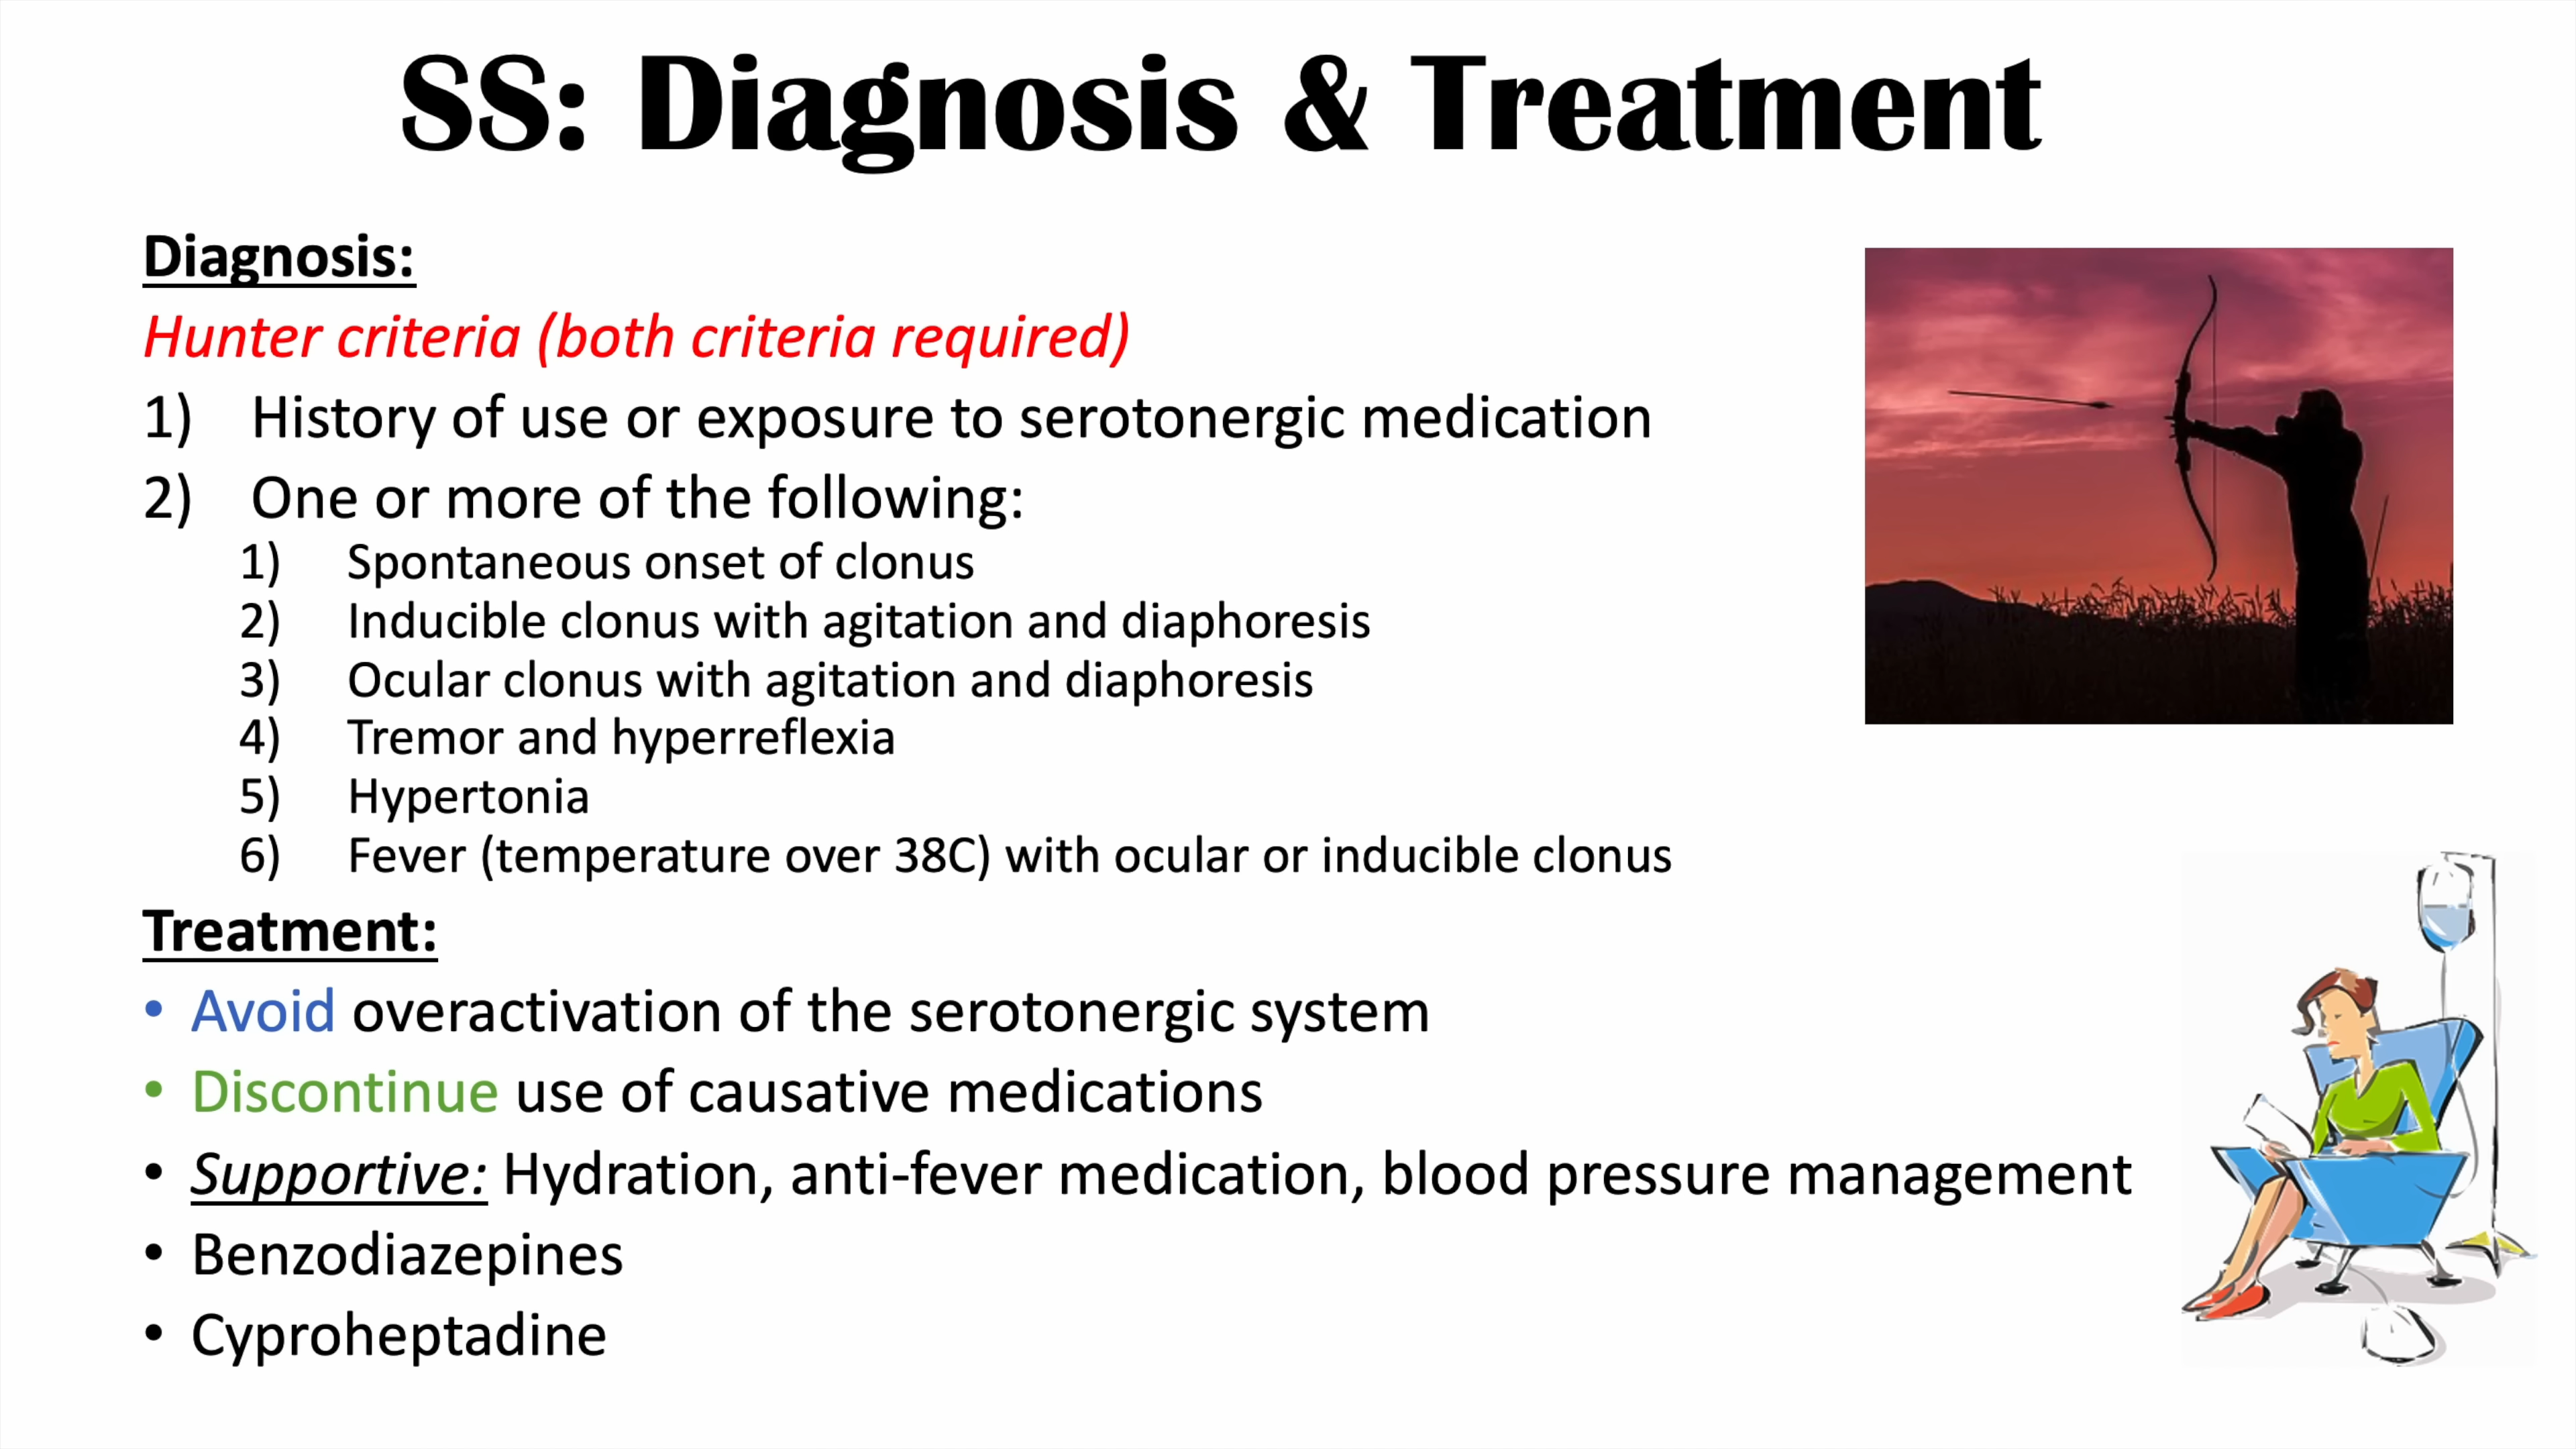 SS: Diagnosis & Treatment
Diagnosis:
Hunter criteria (both criteria required)
1) History of use or exposure to serotonergic medication
2) One or more of the following:
1) Spontaneous onset of clonus
2) Inducible clonus with agitation and diaphoresis
3) Ocular clonus with agitation and diaphoresis
4) Tremor and hyperreflexia
5) Hypertonia
6) Fever (temperature over 38C) with ocular or inducible clonus
Treatment:
• Avoid overactivation of the serotonergic system
• Discontinue use of causative medications
• Supportive: Hydration, anti-fever medication, blood pressure management
• Benzodiazepines
• Cyproheptadine